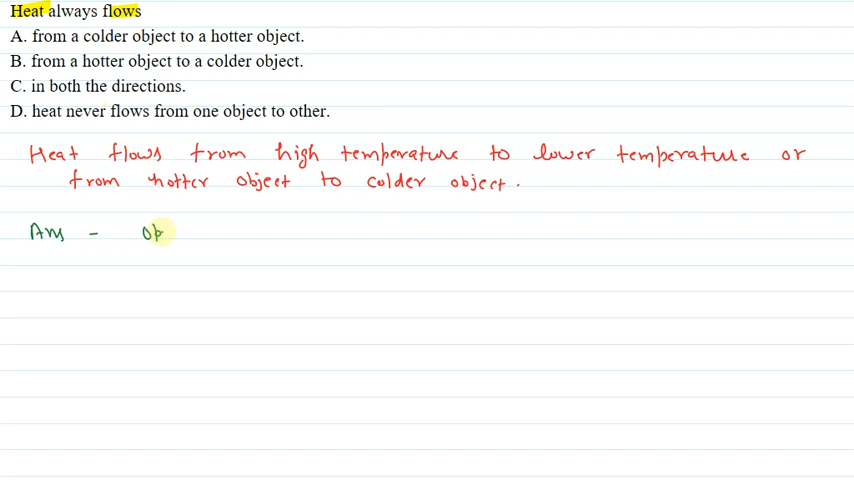 Heat always flows
A. from a colder object to a hotter object.
B. from a hotter object to a colder object.
C. in both the directions.
D. heat never flows from one object to other.
Heat flows from high temperature to lower temperature or
from hotter object to colder object.
Ans - Op